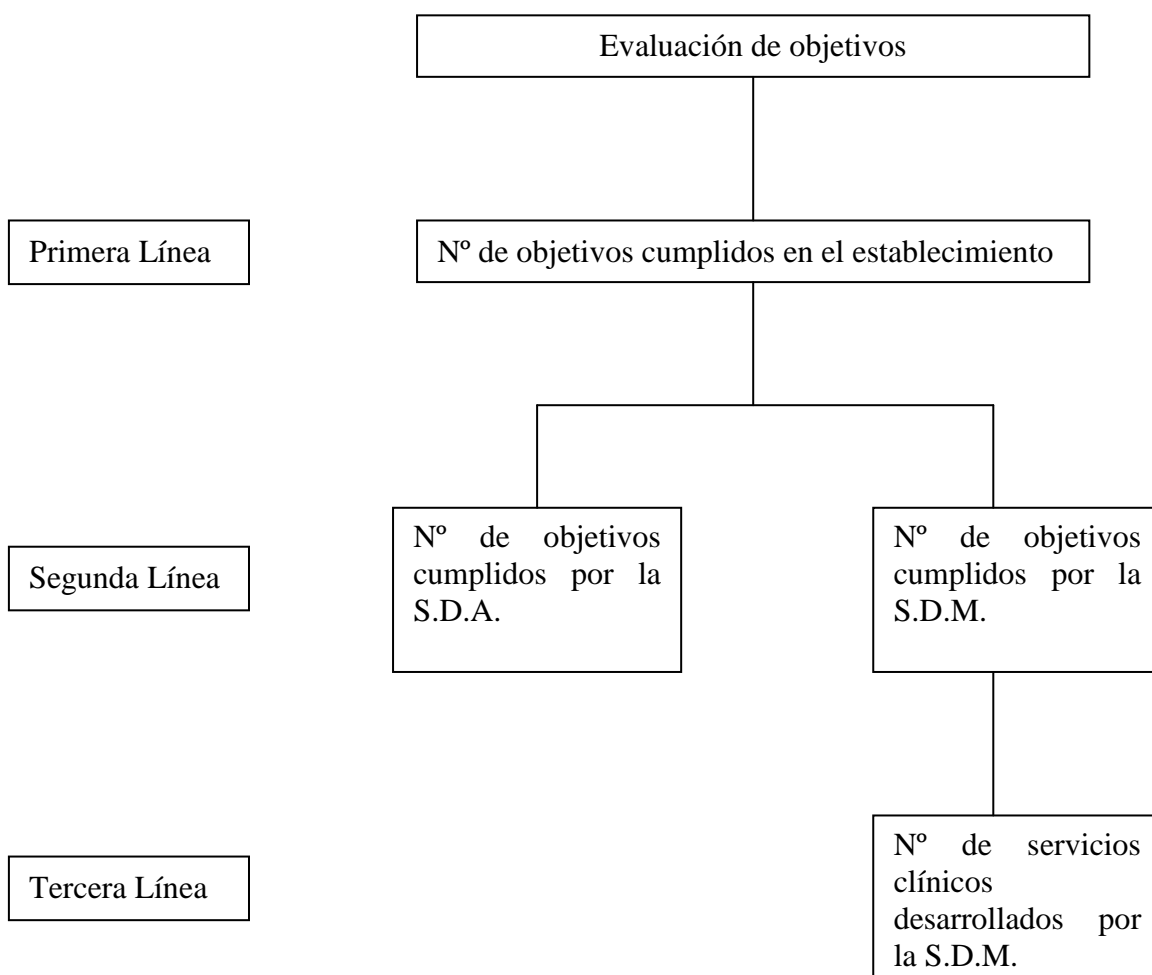 Evaluación de objetivos
Primera Línea
Nº de objetivos cumplidos en el establecimiento
Segunda Línea
Nº de objetivos
cumplidos por la
S.D.A.
Nº de objetivos
cumplidos por la
S.D.M.
Tercera Línea
Nº de servicios
clínicos
desarrollados por
la S.D.M.